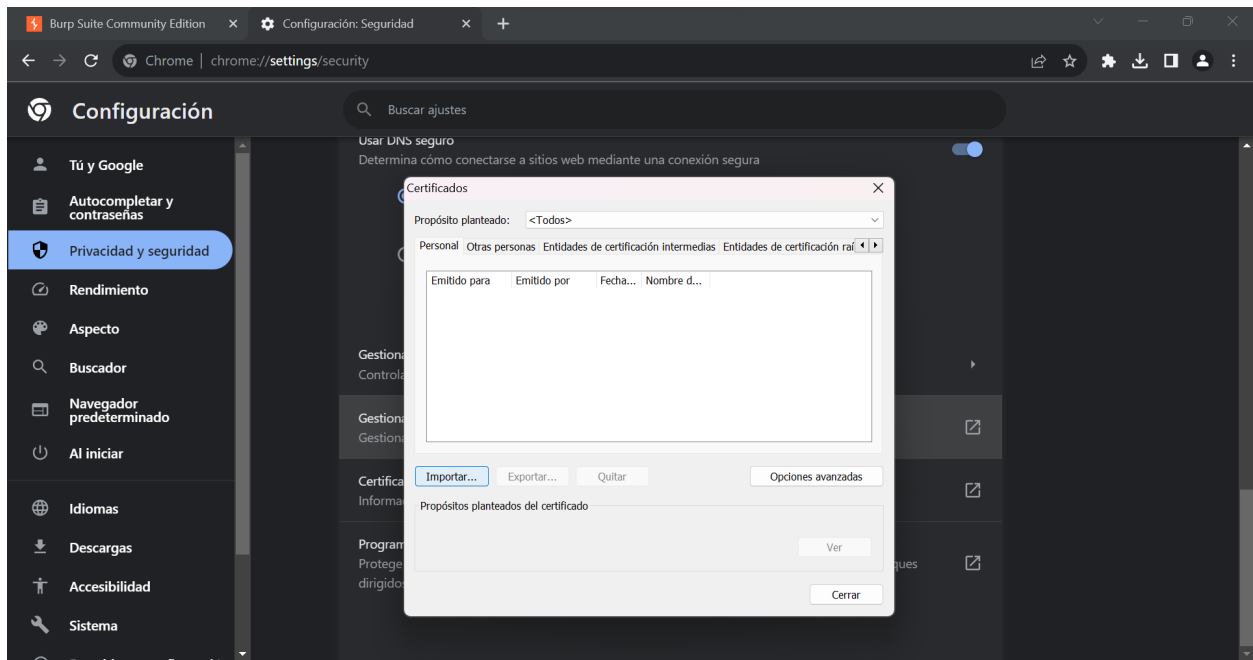 Burp Suite Community Edition
Configuración: Seguridad
Chrome | chrome://settings/security
Configuración
Buscar ajustes
Tú y Google
Autocompletar y
contraseñas
Privacidad y seguridad
Rendimiento
Aspecto
Buscador
Navegador
predeterminado
Al iniciar
Idiomas
Descargas
Accesibilidad
Sistema
Usar DNS seguro
Determina cómo conectarse a sitios web mediante una conexión segura
Certificados
Propósito planteado: <Todos>
Personal Otras personas Entidades de certificación intermedias Entidades de certificación raí
Emitido para Emitido por Fecha... Nombre d...
Importar... Exportar... Quitar Opciones avanzadas
Propósitos planteados del certificado
Ver
Cerrar
Gestiona
Controla
Gestiona
Gestiona
Certifica
Informa
Program
Protege ques
dirigido